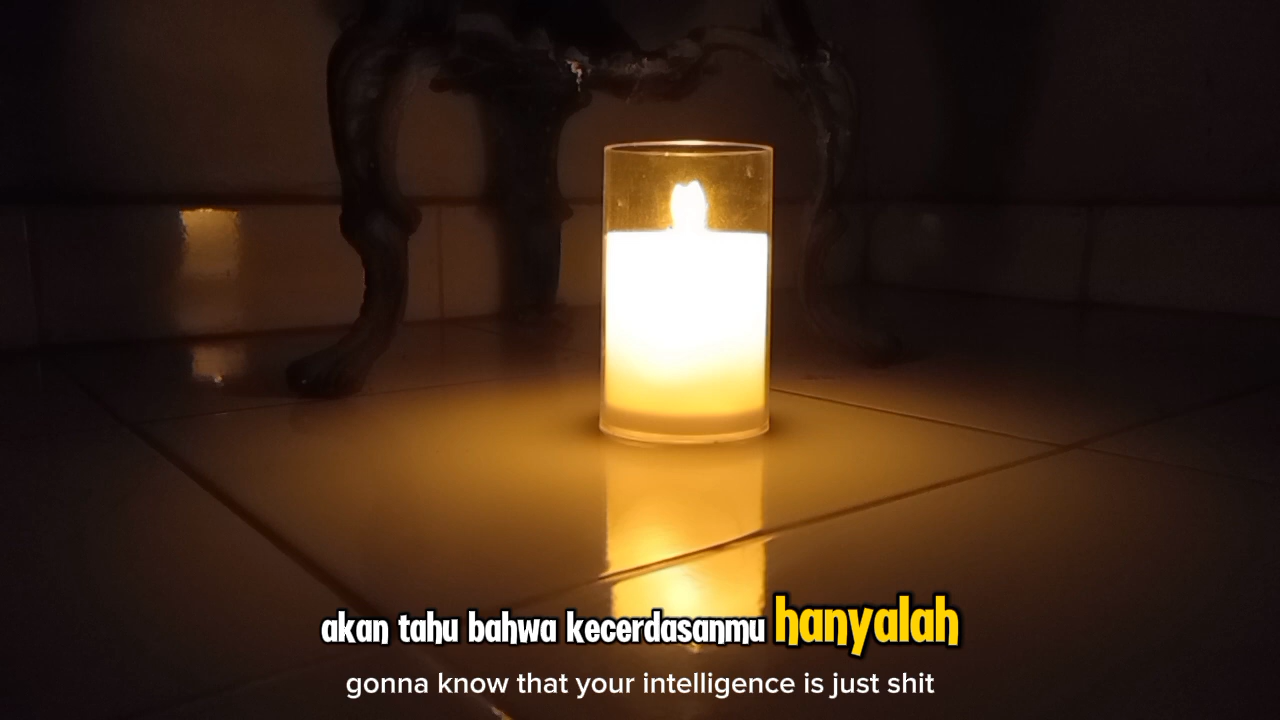 akan tahu bahwa kecerdasanmu hanyalah
gonna know that your intelligence is just shit